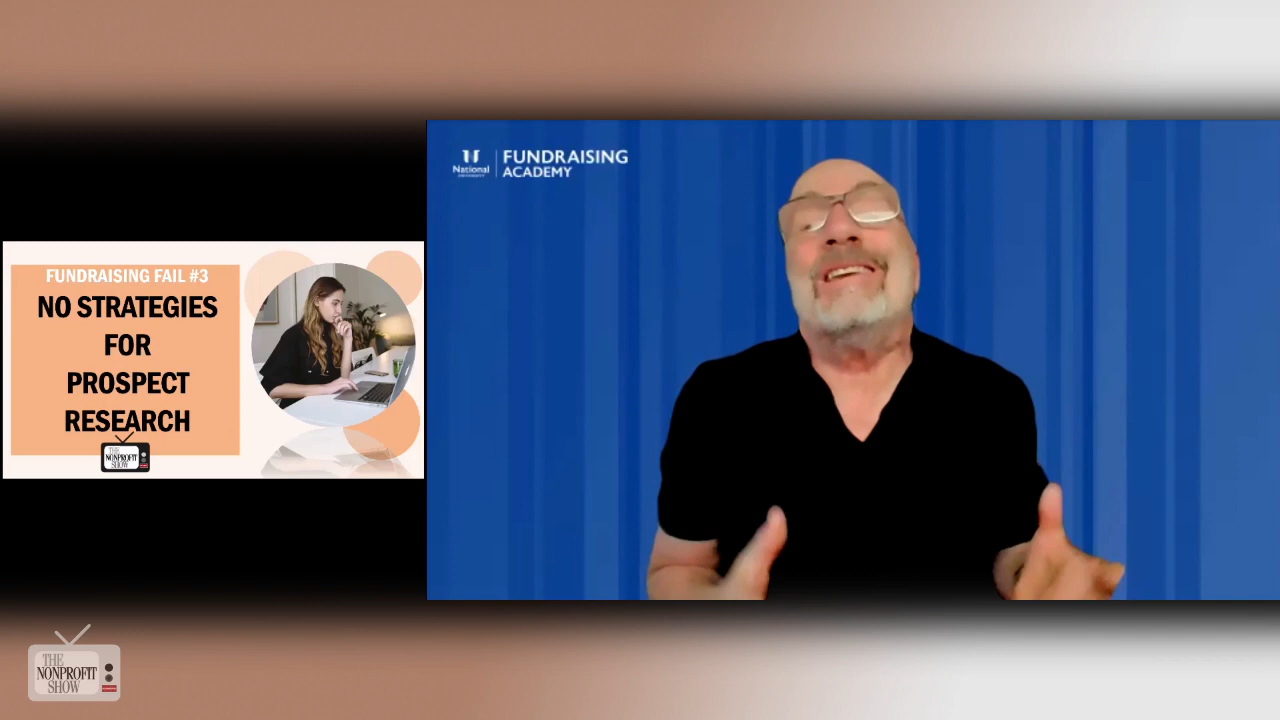 FUNDRAISING FAIL #3
NO STRATEGIES
FOR
PROSPECT
RESEARCH
THE
NONPROFIT
SHOW
National
UNIVERSITY
FUNDRAISING
ACADEMY
THE
NONPROFIT
SHOW